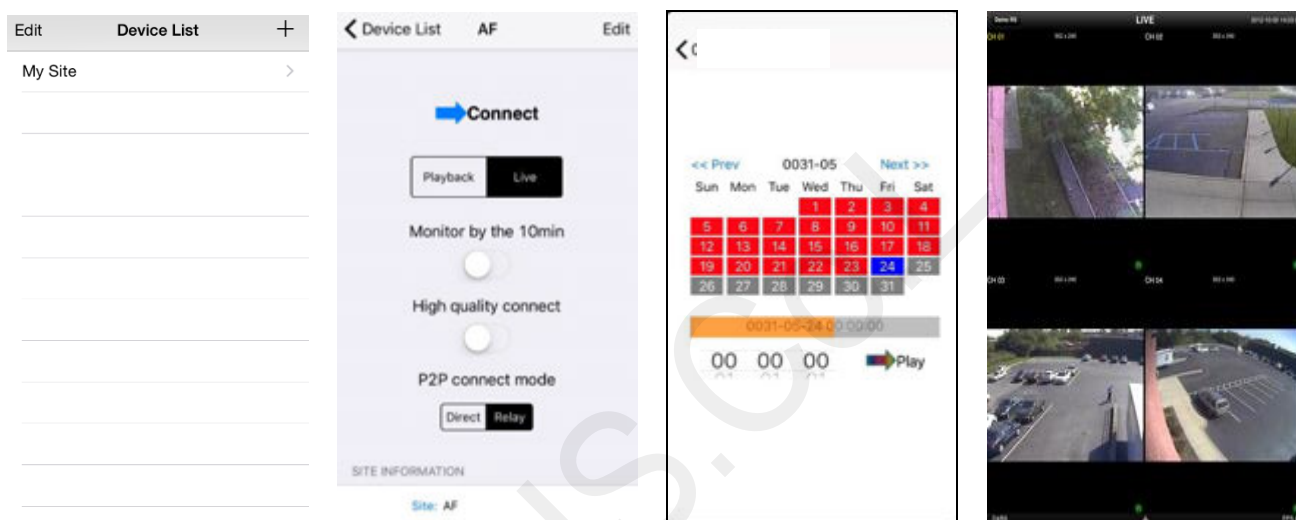 Edit Device List +
My Site >
Device List AF Edit
Connect
Playback Live
Monitor by the 10min
High quality connect
P2P connect mode
Direct Relay
SITE INFORMATION
Site: AF
<< Prev 0031-05 Next >>
Sun Mon Tue Wed Thu Fri Sat
1 2 3 4
5 6 7 8 9 10 11
12 13 14 15 16 17 18
19 20 21 22 23 24 25
26 27 28 29 30 31
0031-05-24 00:00:00
00 00 00 Play
01 01 01
LIVE
CH 01 CH 02
CH 03 CH 04